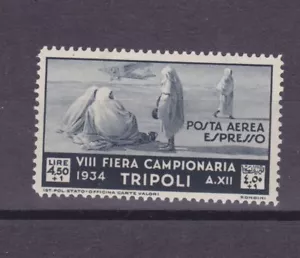 POSTA AEREA
ESPRESSO
LIRE
4,50
+1
VIII FIERA CAMPIONARIA
1934 TRIPOLI A.XII
IST. POL. STATO-OFFICINA CARTE VALORI